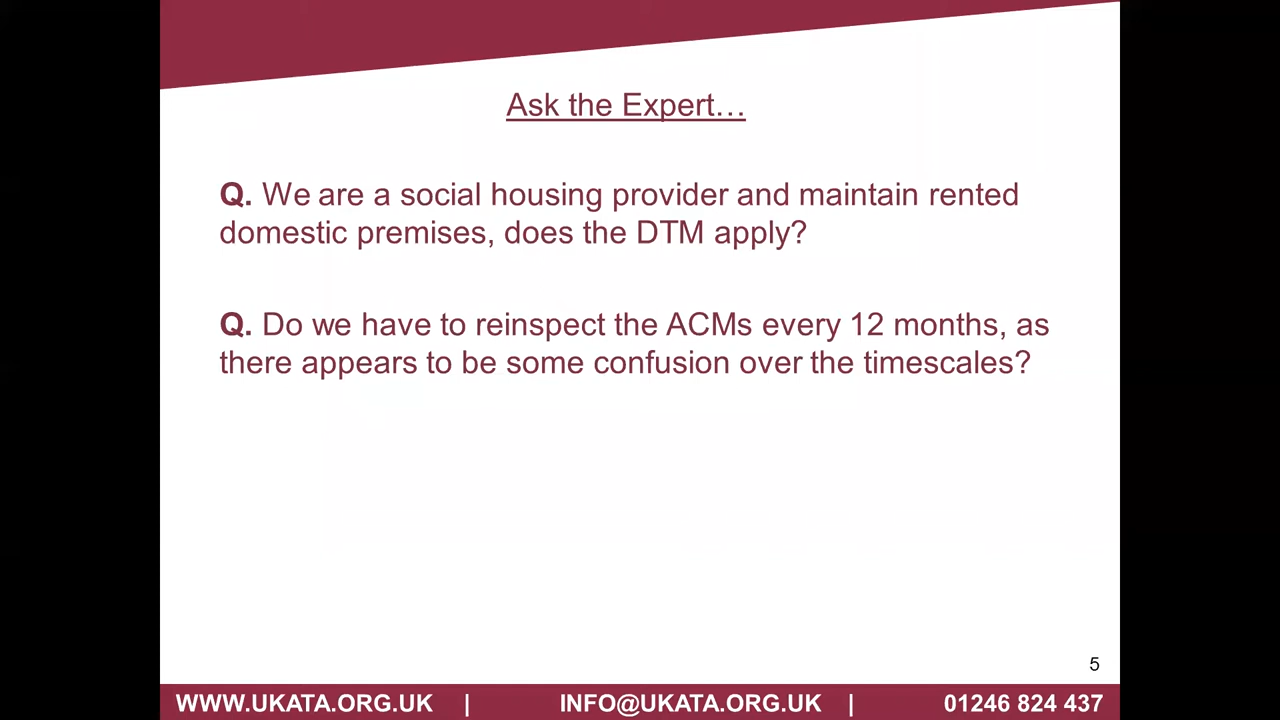 Ask the Expert…
Q. We are a social housing provider and maintain rented
domestic premises, does the DTM apply?
Q. Do we have to reinspect the ACMs every 12 months, as
there appears to be some confusion over the timescales?
5
WWW.UKATA.ORG.UK | INFO@UKATA.ORG.UK | 01246 824 437